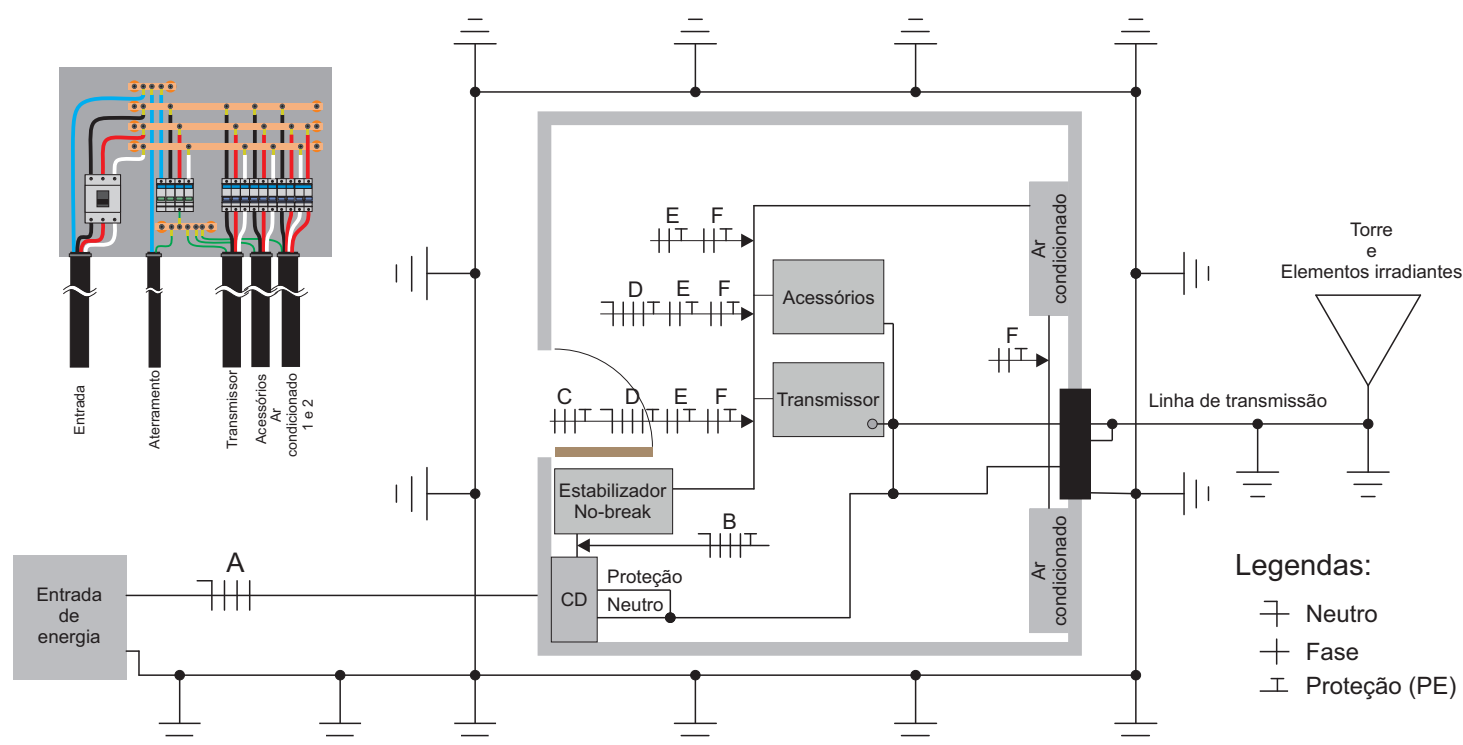 Entrada
Aterramento
Transmissor
Acessórios
Ar
condicionado
1 e 2
E
F
D
E
F
C
D
E
F
Acessórios
Transmissor
Ar
condicionado
F
Torre
e
Elementos irradiantes
Linha de transmissão
Estabilizador
No-break
B
Entrada
de
energia
A
CD
Proteção
Neutro
Ar
condicionado
Legendas:
Neutro
Fase
Proteção (PE)